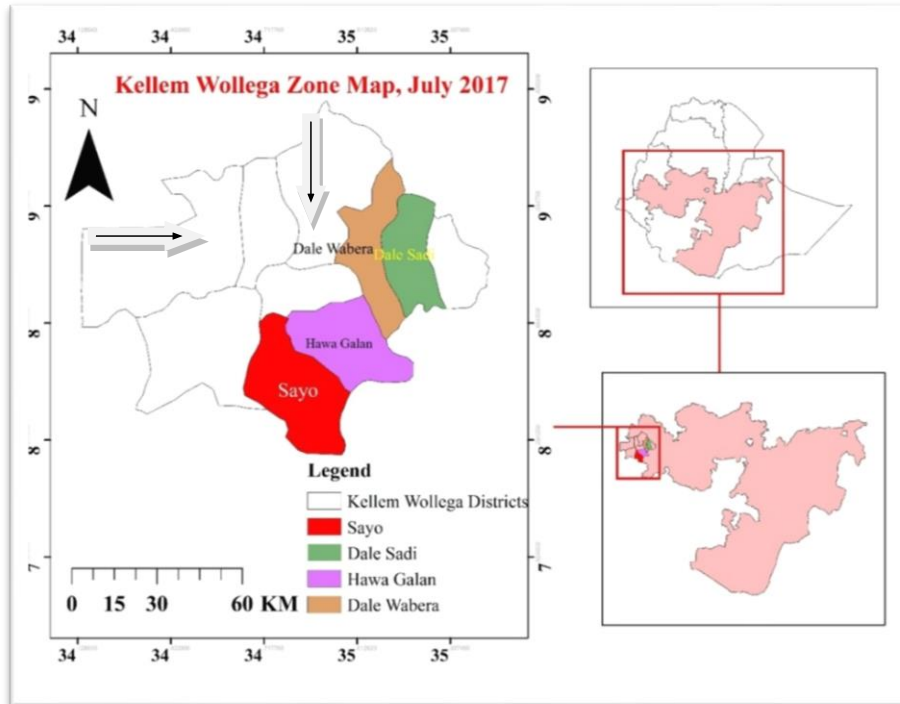 34 34 34 35 35
Kellem Wollega Zone Map, July 2017
N
9 9
9 9
Dale Wabera
Dale Sadi
8 8
Hawa Galan
Sayo
8 8
Legend
Kellem Wollega Districts
Sayo
Dale Sadi
Hawa Galan
Dale Wabera
7 7
0 15 30 60 KM
34 34 34 35 35